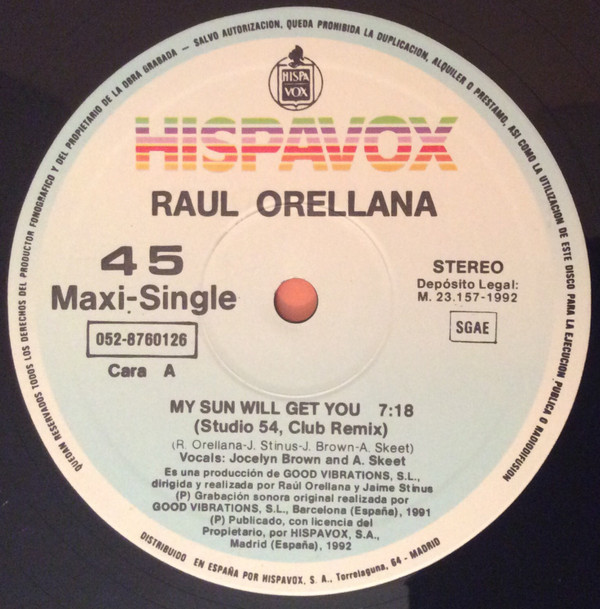 QUEDAN RESERVADOS TODOS LOS DERECHOS DEL PRODUCTOR FONOGRAFICO Y DEL PROPIETARIO DE LA OBRA GRABADA — SALVO AUTORIZACION, QUEDA PROHIBIDA LA DUPLICACION, ALQUILER O PRESTAMO, ASI COMO LA UTILIZACION DE ESTE DISCO PARA LA EJECUCION PUBLICA O RADIODIFUSION
HISPA
VOX
HISPAVOX
RAUL ORELLANA
45
Maxi-Single
052-8760126
Cara A
STEREO
Depósito Legal:
M. 23.157-1992
SGAE
MY SUN WILL GET YOU 7:18
(Studio 54, Club Remix)
(R. Orellana-J. Stinus-J. Brown-A. Skeet)
Vocals: Jocelyn Brown and A. Skeet
Es una producción de GOOD VIBRATIONS, S.L.,
dirigida y realizada por Raúl Orellana y Jaime Stinus
(P) Grabación sonora original realizada por
GOOD VIBRATIONS, S.L., Barcelona (España), 1991
(P) Publicado, con licencia del
Propietario, por HISPAVOX, S.A.,
Madrid (España), 1992
DISTRIBUIDO EN ESPAÑA POR HISPAVOX, S. A., Torrelaguna, 64 - MADRID